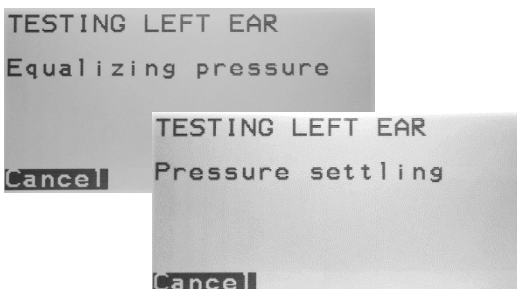 TESTING LEFT EAR
Equalizing pressure
Cancel
TESTING LEFT EAR
Pressure settling
Cancel